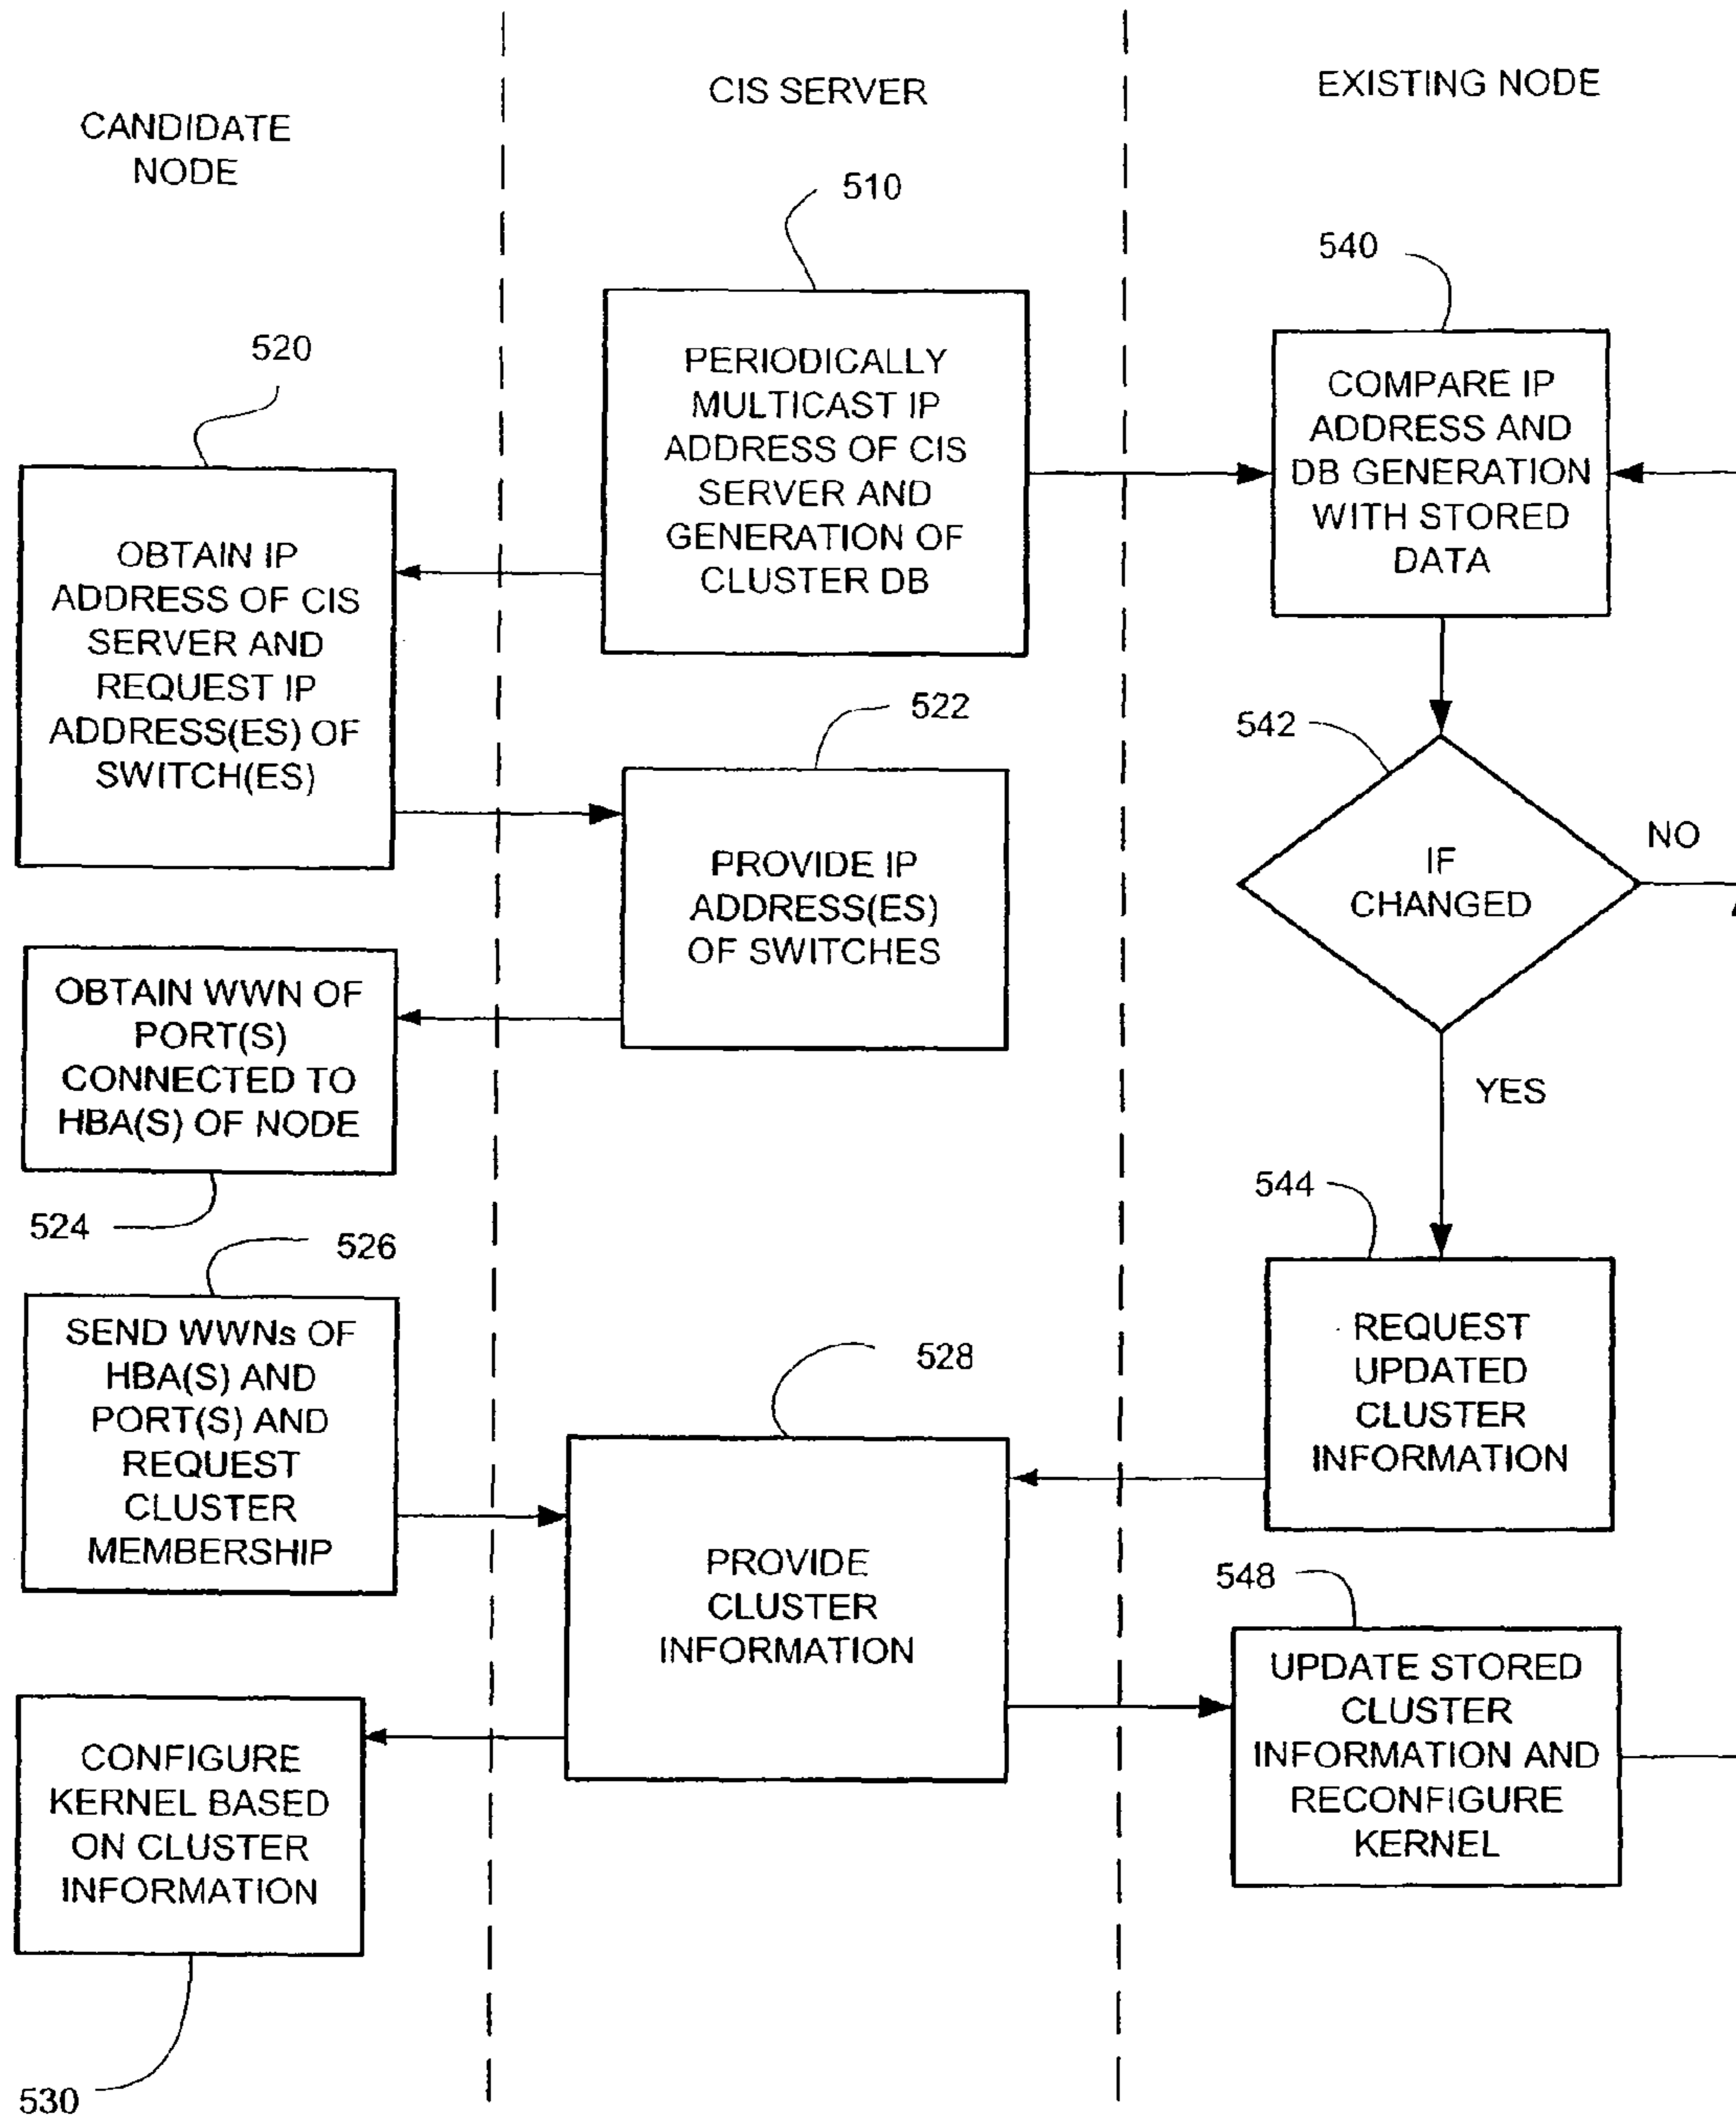 CANDIDATE
NODE
CIS SERVER
EXISTING NODE
510
PERIODICALLY
MULTICAST IP
ADDRESS OF CIS
SERVER AND
GENERATION OF
CLUSTER DB
520
OBTAIN IP
ADDRESS OF CIS
SERVER AND
REQUEST IP
ADDRESS(ES) OF
SWITCH(ES)
540
COMPARE IP
ADDRESS AND
DB GENERATION
WITH STORED
DATA
522
PROVIDE IP
ADDRESS(ES)
OF SWITCHES
542
IF
CHANGED
NO
YES
OBTAIN WWN OF
PORT(S)
CONNECTED TO
HBA(S) OF NODE
524
526
SEND WWNs OF
HBA(S) AND
PORT(S) AND
REQUEST
CLUSTER
MEMBERSHIP
528
PROVIDE
CLUSTER
INFORMATION
544
REQUEST
UPDATED
CLUSTER
INFORMATION
548
UPDATE STORED
CLUSTER
INFORMATION AND
RECONFIGURE
KERNEL
CONFIGURE
KERNEL BASED
ON CLUSTER
INFORMATION
530